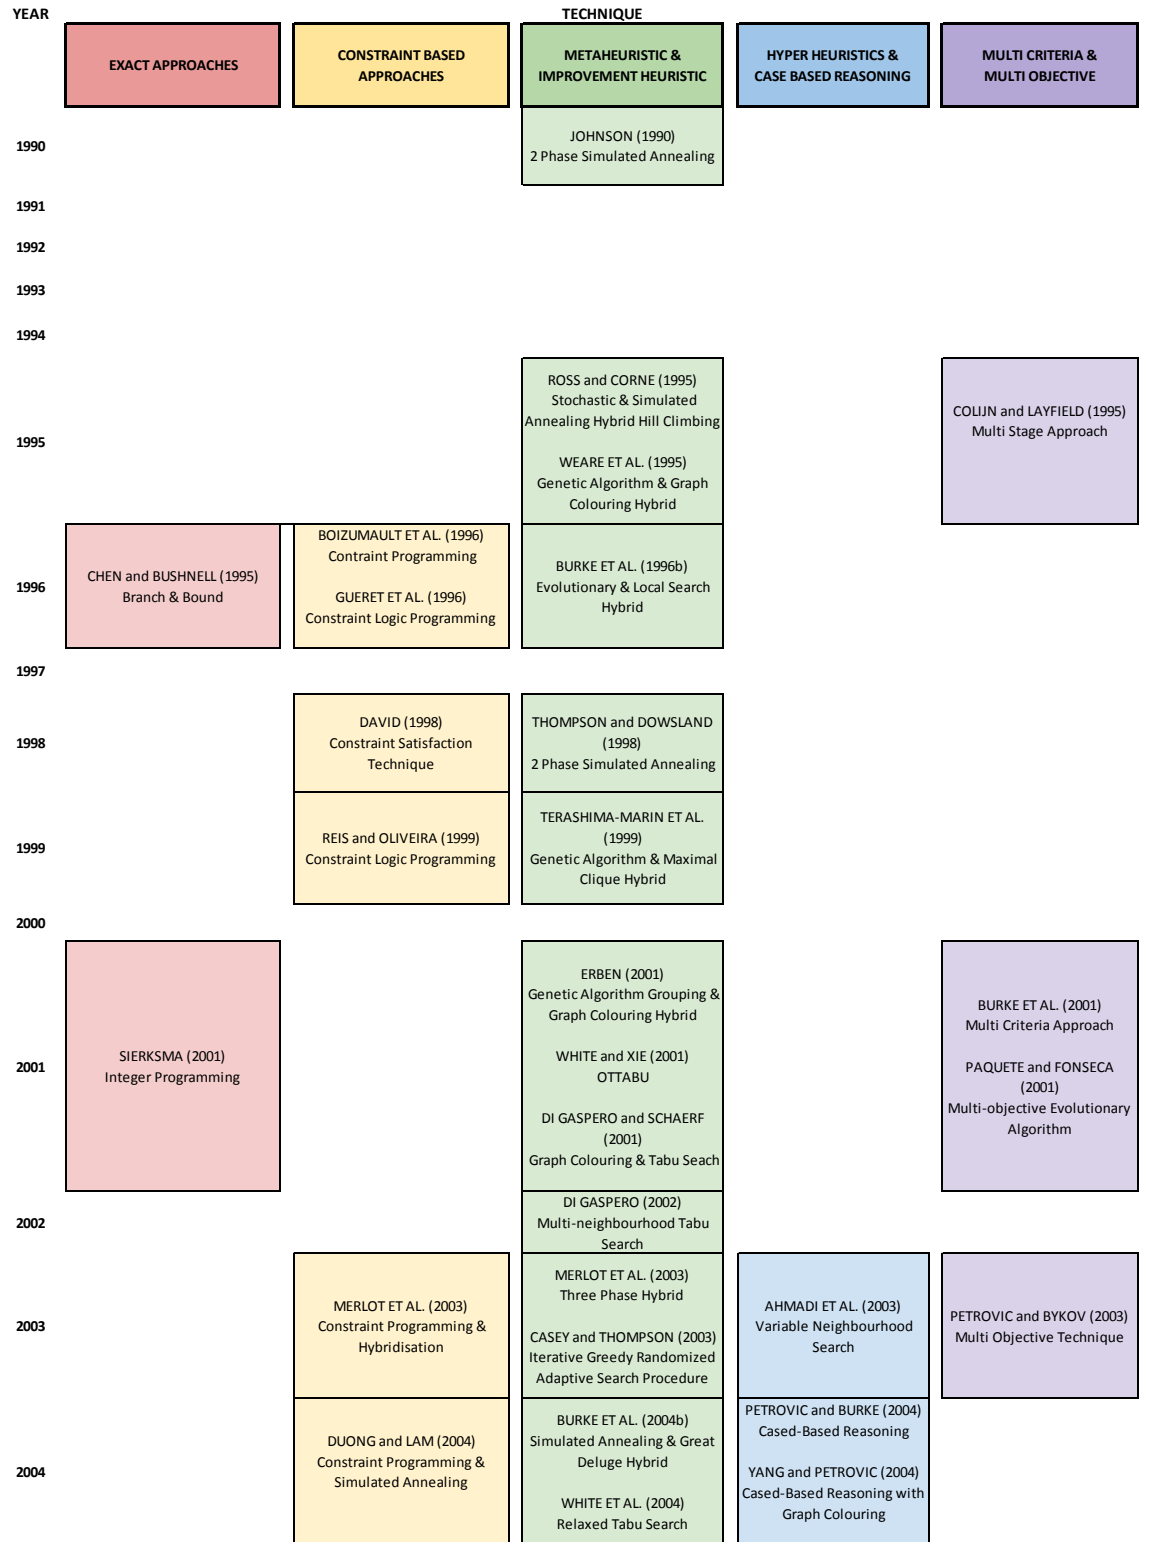 YEAR
TECHNIQUE
EXACT APPROACHES
CONSTRAINT BASED
APPROACHES
METAHEURISTIC &
IMPROVEMENT HEURISTIC
HYPER HEURISTICS &
CASE BASED REASONING
MULTI CRITERIA &
MULTI OBJECTIVE
1990
JOHNSON (1990)
2 Phase Simulated Annealing
1991
1992
1993
1994
1995
ROSS and CORNE (1995)
Stochastic & Simulated
Annealing Hybrid Hill Climbing
WEARE ET AL. (1995)
Genetic Algorithm & Graph
Colouring Hybrid
COLIJN and LAYFIELD (1995)
Multi Stage Approach
1996
CHEN and BUSHNELL (1995)
Branch & Bound
BOIZUMAULT ET AL. (1996)
Contraint Programming
GUERET ET AL. (1996)
Constraint Logic Programming
BURKE ET AL. (1996b)
Evolutionary & Local Search
Hybrid
1997
1998
DAVID (1998)
Constraint Satisfaction
Technique
THOMPSON and DOWSLAND
(1998)
2 Phase Simulated Annealing
1999
REIS and OLIVEIRA (1999)
Constraint Logic Programming
TERASHIMA-MARIN ET AL.
(1999)
Genetic Algorithm & Maximal
Clique Hybrid
2000
2001
SIERKSMA (2001)
Integer Programming
ERBEN (2001)
Genetic Algorithm Grouping &
Graph Colouring Hybrid
WHITE and XIE (2001)
OTTABU
DI GASPERO and SCHAERF
(2001)
Graph Colouring & Tabu Seach
BURKE ET AL. (2001)
Multi Criteria Approach
PAQUETE and FONSECA
(2001)
Multi-objective Evolutionary
Algorithm
2002
DI GASPERO (2002)
Multi-neighbourhood Tabu
Search
2003
MERLOT ET AL. (2003)
Constraint Programming &
Hybridisation
MERLOT ET AL. (2003)
Three Phase Hybrid
CASEY and THOMPSON (2003)
Iterative Greedy Randomized
Adaptive Search Procedure
AHMADI ET AL. (2003)
Variable Neighbourhood
Search
PETROVIC and BYKOV (2003)
Multi Objective Technique
2004
DUONG and LAM (2004)
Constraint Programming &
Simulated Annealing
BURKE ET AL. (2004b)
Simulated Annealing & Great
Deluge Hybrid
WHITE ET AL. (2004)
Relaxed Tabu Search
PETROVIC and BURKE (2004)
Cased-Based Reasoning
YANG and PETROVIC (2004)
Cased-Based Reasoning with
Graph Colouring